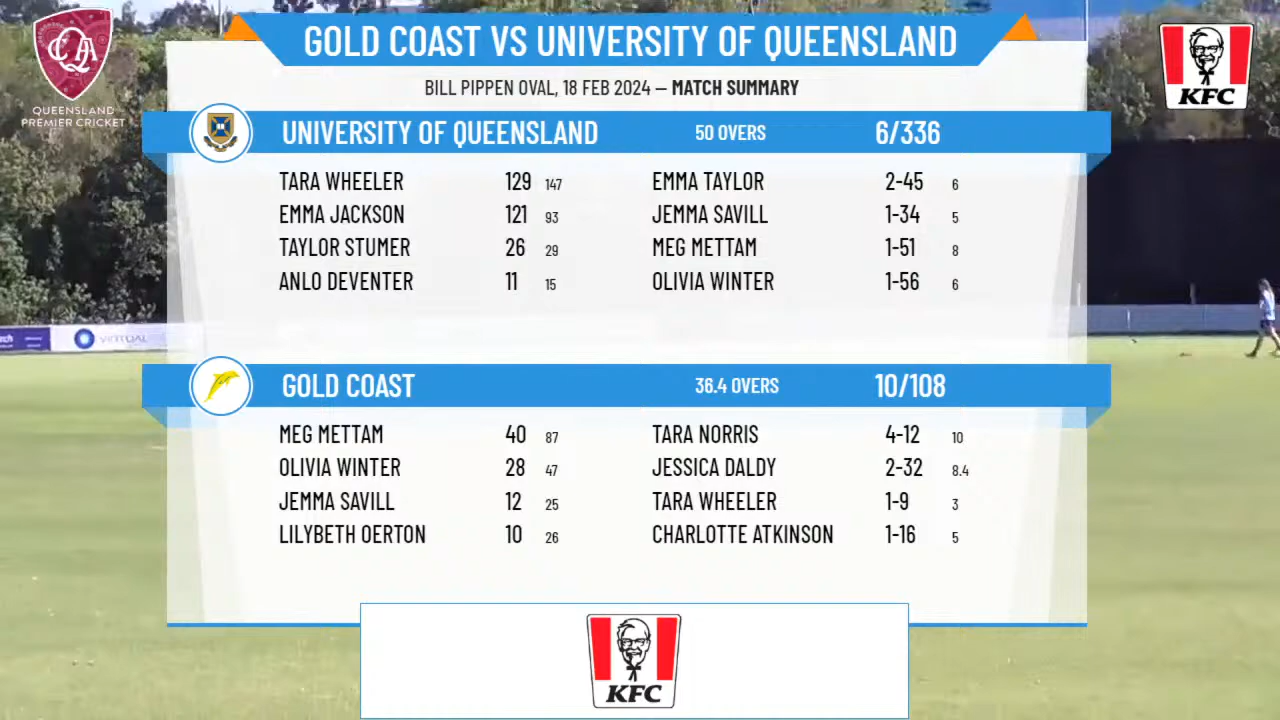 GOLD COAST VS UNIVERSITY OF QUEENSLAND
BILL PIPPEN OVAL, 18 FEB 2024 – MATCH SUMMARY
QUEENSLAND
PREMIER CRICKET
KFC
UNIVERSITY OF QUEENSLAND 50 OVERS 6/336
TARA WHEELER 129 147 EMMA TAYLOR 2-45 6
EMMA JACKSON 121 93 JEMMA SAVILL 1-34 5
TAYLOR STUMER 26 29 MEG METTAM 1-51 8
ANLO DEVENTER 11 15 OLIVIA WINTER 1-56 6
VIRTUAL
GOLD COAST 36.4 OVERS 10/108
MEG METTAM 40 87 TARA NORRIS 4-12 10
OLIVIA WINTER 28 47 JESSICA DALDY 2-32 8.4
JEMMA SAVILL 12 25 TARA WHEELER 1-9 3
LILYBETH OERTON 10 26 CHARLOTTE ATKINSON 1-16 5
KFC